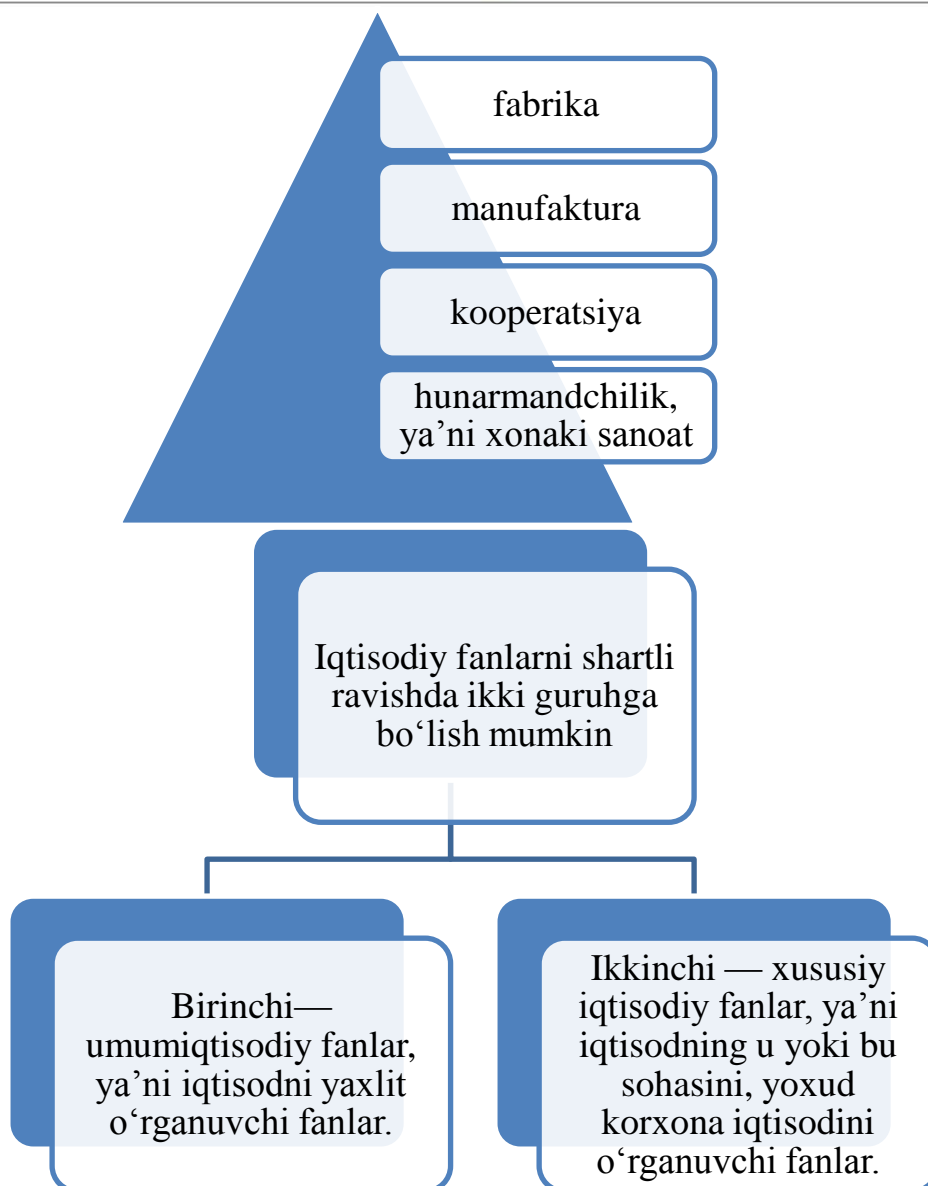 fabrika
manufaktura
kooperatsiya
hunarmandchilik,
ya’ni xonaki sanoat
Iqtisodiy fanlarni shartli
ravishda ikki guruhga
bo‘lish mumkin
Birinchi—
umumiqtisodiy fanlar,
ya’ni iqtisodni yaxlit
o‘rganuvchi fanlar.
Ikkinchi — xususiy
iqtisodiy fanlar, ya’ni
iqtisodning u yoki bu
sohasini, yoxud
korxona iqtisodini
o‘rganuvchi fanlar.